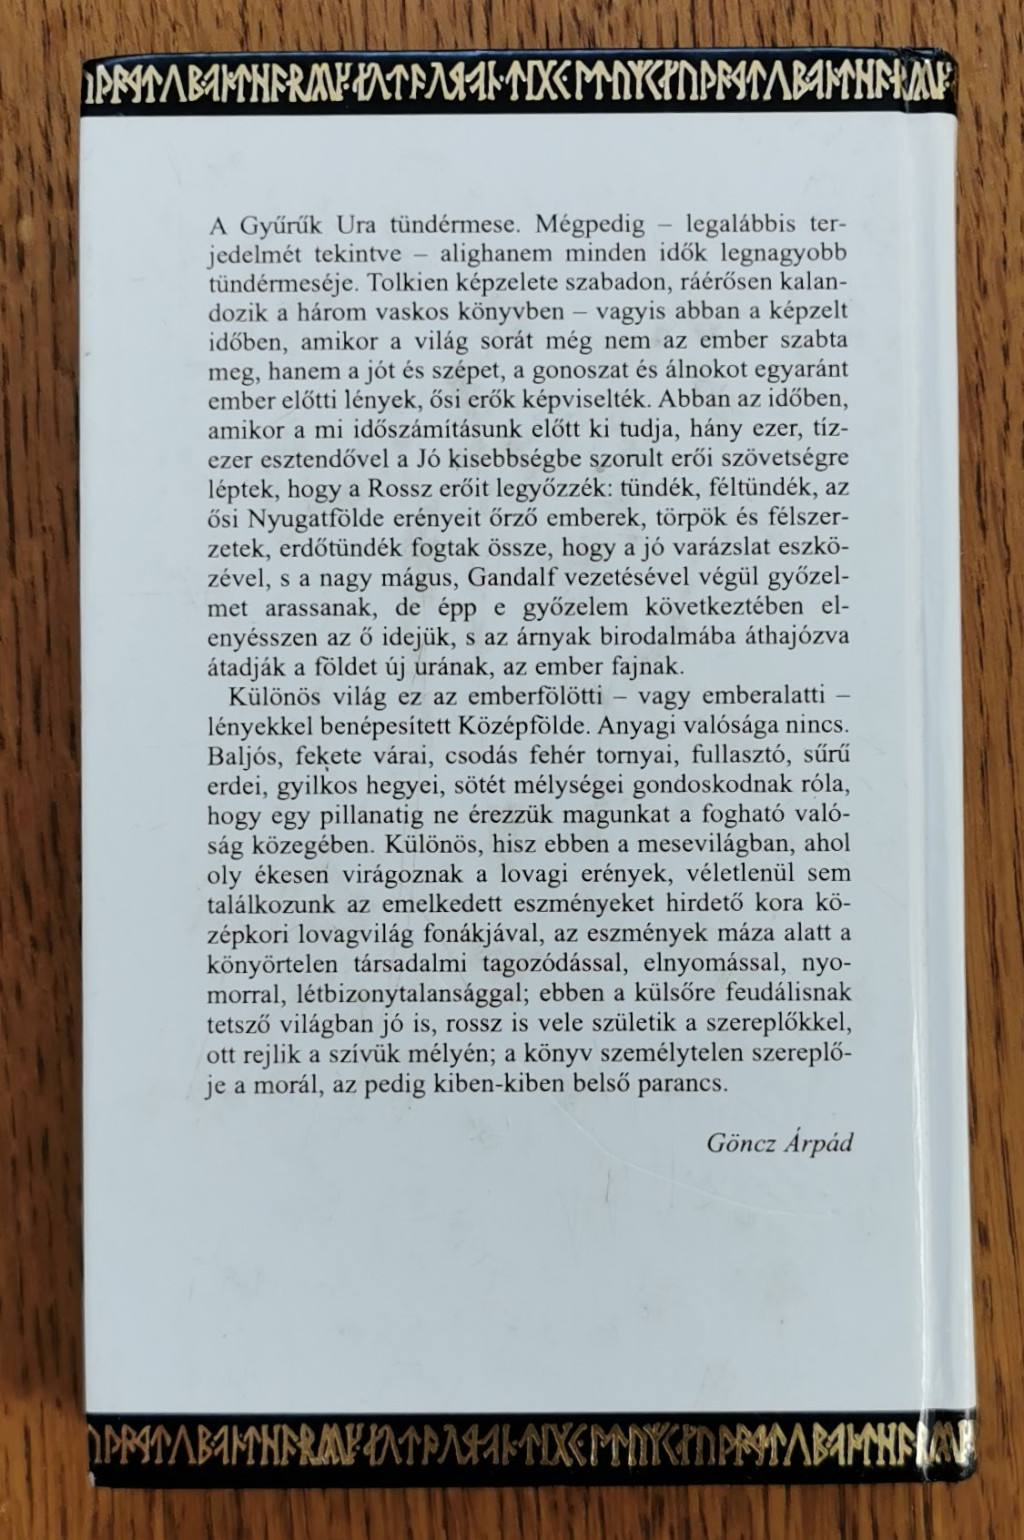 A Gyűrűk Ura tündérmese. Mégpedig – legalábbis ter-
jedelmét tekintve – alighanem minden idők legnagyobb
tündérmeséje. Tolkien képzelete szabadon, ráérősen kalan-
dozik a három vaskos könyvben – vagyis abban a képzelt
időben, amikor a világ sorát még nem az ember szabta
meg, hanem a jót és szépet, a gonoszat és álnokot egyaránt
ember előtti lények, ősi erők képviselték. Abban az időben,
amikor a mi időszámításunk előtt ki tudja, hány ezer, tíz-
ezer esztendővel a Jó kisebbségbe szorult erői szövetségre
léptek, hogy a Rossz erőit legyőzzék: tündék, féltündék, az
ősi Nyugatfölde erényeit őrző emberek, törpök és félszer-
zetek, erdőtündék fogtak össze, hogy a jó varázslat eszkö-
zével, s a nagy mágus, Gandalf vezetésével végül győzel-
met arassanak, de épp e győzelem következtében el-
enyésszen az ő idejük, s az árnyak birodalmába áthajózva
átadják a földet új urának, az ember fajnak.
Különös világ ez az emberfölötti – vagy emberalatti –
lényekkel benépesített Középfölde. Anyagi valósága nincs.
Baljós, fekete várai, csodás fehér tornyai, fullasztó, sűrű
erdei, gyilkos hegyei, sötét mélységei gondoskodnak róla,
hogy egy pillanatig ne érezzük magunkat a fogható való-
ság közegében. Különös, hisz ebben a mesevilágban, ahol
oly ékesen virágoznak a lovagi erények, véletlenül sem
találkozunk az emelkedett eszményeket hirdető kora kö-
zépkori lovagvilág fonákjával, az eszmények máza alatt a
könyörtelen társadalmi tagozódással, elnyomással, nyo-
morral, létbizonytalansággal; ebben a külsőre feudálisnak
tetsző világban jó is, rossz is vele születik a szereplőkkel,
ott rejlik a szívük mélyén; a könyv személytelen szereplő-
je a morál, az pedig kiben-kiben belső parancs.
Göncz Árpád